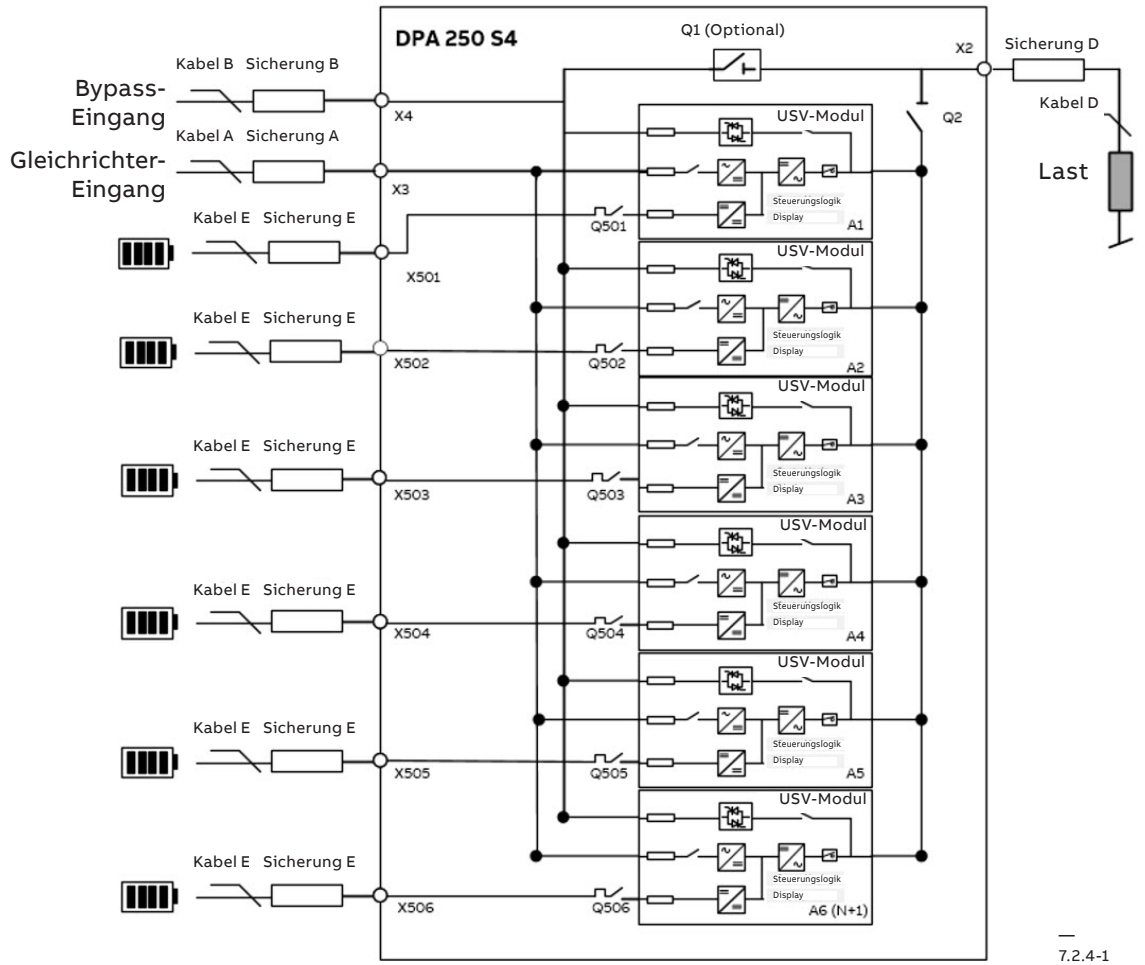 DPA 250 S4
Q1 (Optional)
X2
Sicherung D
Kabel B
Sicherung B
Bypass-
Eingang
X4
Kabel D
Q2
USV-Modul
Kabel A
Sicherung A
Gleichrichter-
Eingang
X3
Last
Steuerungslogik
Display
A1
Kabel E
Sicherung E
Q501
X501
USV-Modul
Kabel E
Sicherung E
Steuerungslogik
Display
X502
Q502
A2
USV-Modul
Kabel E
Sicherung E
Steuerungslogik
Display
X503
Q503
A3
USV-Modul
Kabel E
Sicherung E
Steuerungslogik
Display
X504
Q504
A4
USV-Modul
Kabel E
Sicherung E
Steuerungslogik
Display
X505
Q505
A5
USV-Modul
Kabel E
Sicherung E
Steuerungslogik
Display
X506
Q506
A6 (N+1)
7.2.4-1